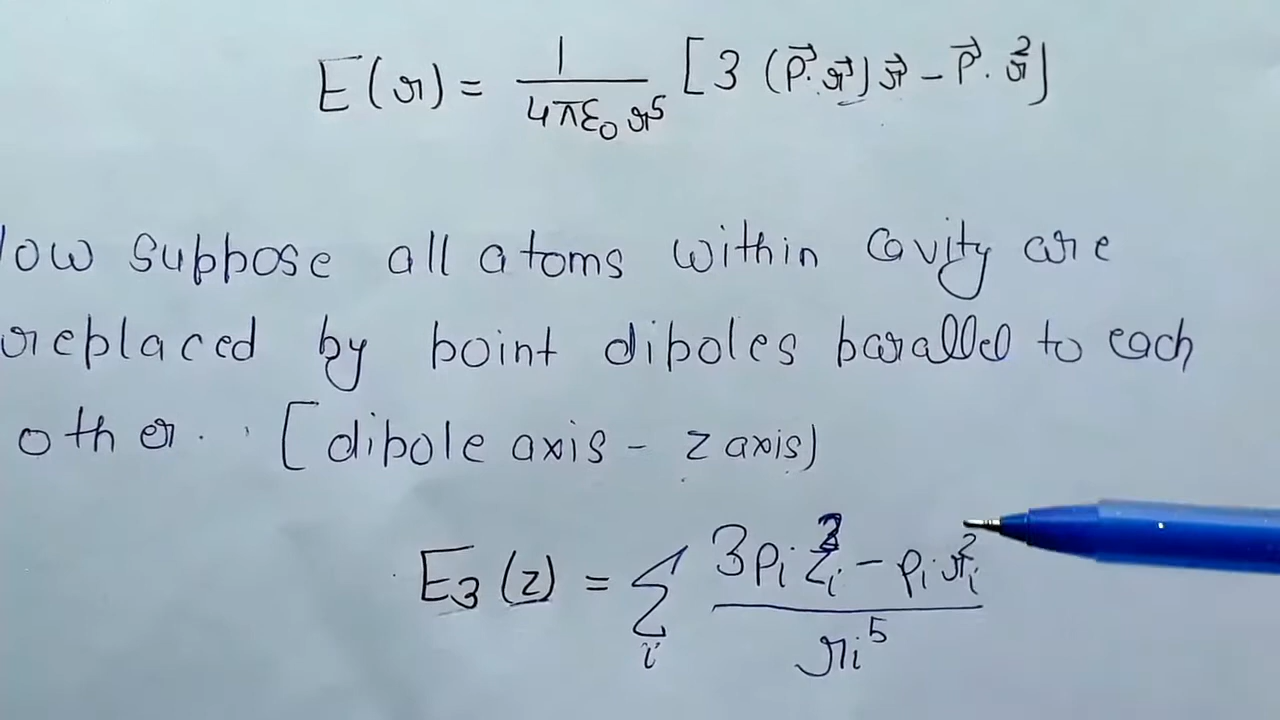 E(r) = 1/4πε₀r⁵ [3 (p⃗.r⃗) r⃗ - p⃗.r²]
low suppose all atoms within cavity are
replaced by point dipoles parallel to each
other. [dipole axis - z axis)
E₃(z) = Σᵢ 3pᵢzᵢ² - pᵢrᵢ² / rᵢ⁵